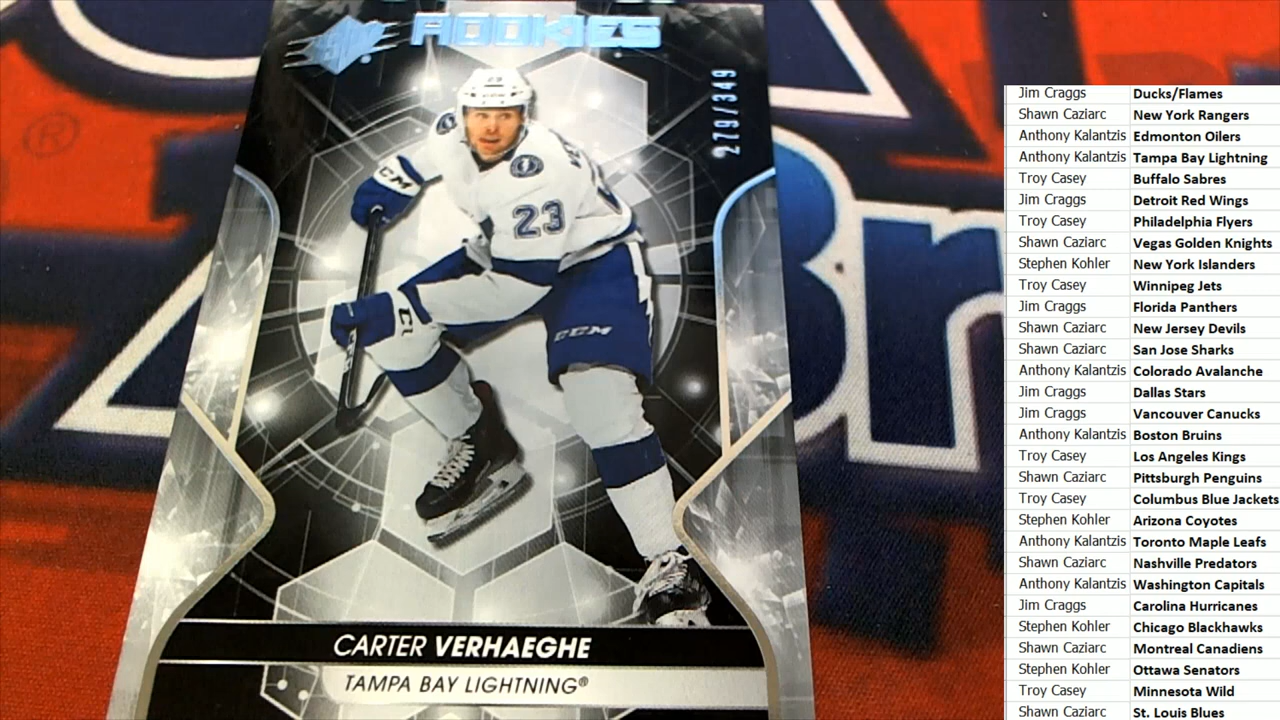 SPX ROOKIES
279/349
23
CCM
23
CCM
CARTER VERHAEGHE
TAMPA BAY LIGHTNING®
®
Br
Jim Craggs Ducks/Flames
Shawn Caziarc New York Rangers
Anthony Kalantzis Edmonton Oilers
Anthony Kalantzis Tampa Bay Lightning
Troy Casey Buffalo Sabres
Jim Craggs Detroit Red Wings
Troy Casey Philadelphia Flyers
Shawn Caziarc Vegas Golden Knights
Stephen Kohler New York Islanders
Troy Casey Winnipeg Jets
Jim Craggs Florida Panthers
Shawn Caziarc New Jersey Devils
Shawn Caziarc San Jose Sharks
Anthony Kalantzis Colorado Avalanche
Jim Craggs Dallas Stars
Jim Craggs Vancouver Canucks
Anthony Kalantzis Boston Bruins
Troy Casey Los Angeles Kings
Shawn Caziarc Pittsburgh Penguins
Troy Casey Columbus Blue Jackets
Stephen Kohler Arizona Coyotes
Anthony Kalantzis Toronto Maple Leafs
Shawn Caziarc Nashville Predators
Anthony Kalantzis Washington Capitals
Jim Craggs Carolina Hurricanes
Stephen Kohler Chicago Blackhawks
Shawn Caziarc Montreal Canadiens
Stephen Kohler Ottawa Senators
Troy Casey Minnesota Wild
Shawn Caziarc St. Louis Blues